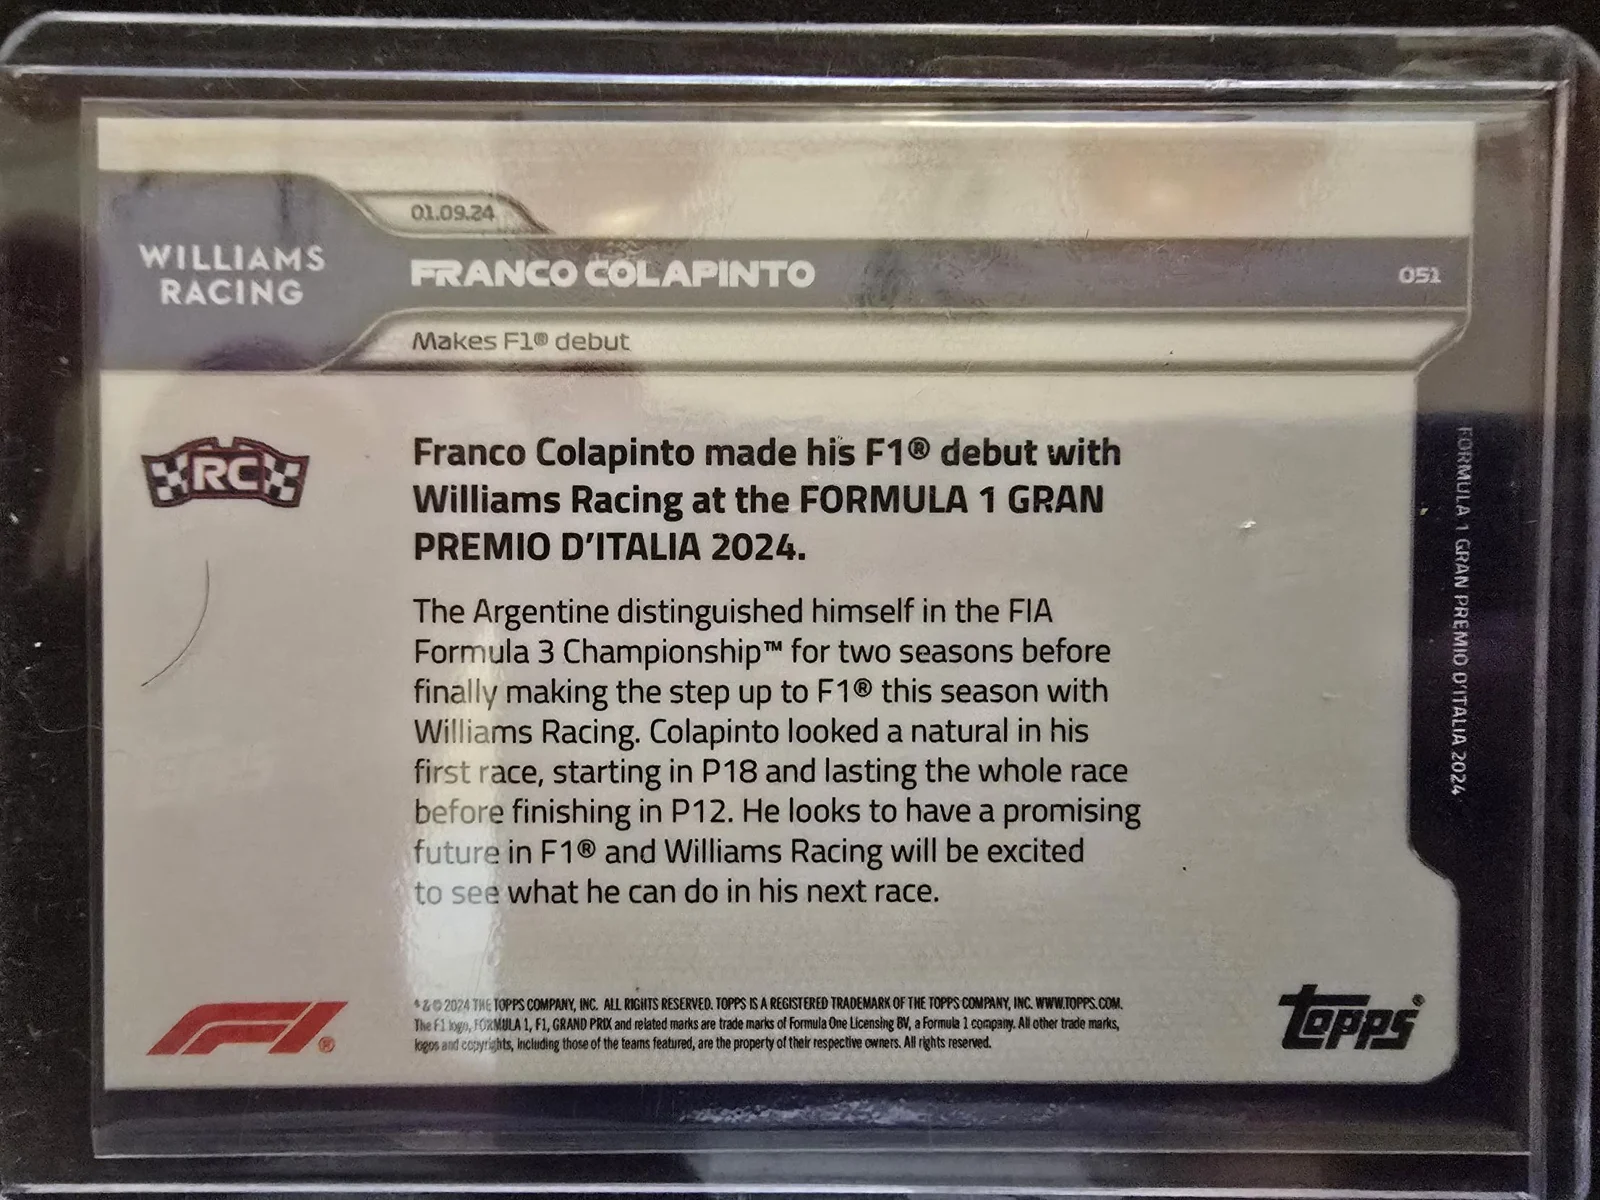 01.09.24
WILLIAMS
RACING
FRANCO COLAPINTO
051
Makes F1® debut
RC
Franco Colapinto made his F1® debut with
Williams Racing at the FORMULA 1 GRAN
PREMIO D'ITALIA 2024.
The Argentine distinguished himself in the FIA
Formula 3 Championship™ for two seasons before
finally making the step up to F1® this season with
Williams Racing. Colapinto looked a natural in his
first race, starting in P18 and lasting the whole race
before finishing in P12. He looks to have a promising
future in F1® and Williams Racing will be excited
to see what he can do in his next race.
FORMULA 1 GRAN PREMIO D'ITALIA 2024
F1®
* & © 2024 THE TOPPS COMPANY, INC. ALL RIGHTS RESERVED. TOPPS IS A REGISTERED TRADEMARK OF THE TOPPS COMPANY, INC. WWW.TOPPS.COM.
The F1 logo, FORMULA 1, F1, GRAND PRIX and related marks are trade marks of Formula One Licensing BV, a Formula 1 company. All other trade marks,
logos and copyrights, including those of the teams featured, are the property of their respective owners. All rights reserved.
topps®